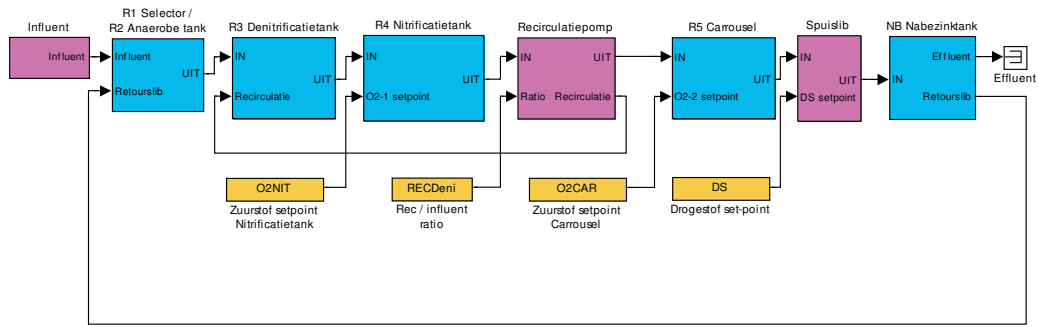 Influent
Influent
R1 Selector /
R2 Anaerobe tank
Influent
UIT
Retourslib
R3 Denitrificatietank
IN
UIT
Recirculatie
R4 Nitrificatietank
IN
UIT
O2-1 setpoint
Recirculatiepomp
IN
UIT
Ratio
Recirculatie
R5 Carrousel
IN
UIT
O2-2 setpoint
Spuislib
IN
UIT
DS setpoint
NB Nabezinktank
Effluent
IN
Retourslib
Effluent
O2NIT
Zuurstof setpoint
Nitrificatietank
RECDeni
Rec / influent
ratio
O2CAR
Zuurstof setpoint
Carrousel
DS
Drogestof set-point